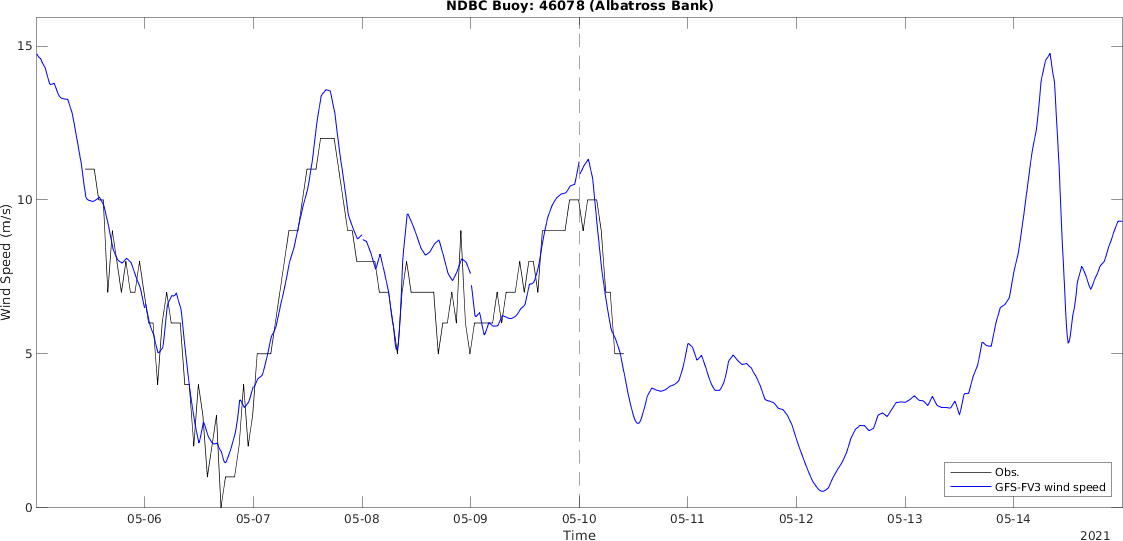 NDBC Buoy: 46078 (Albatross Bank)
15
10
5
0
Wind Speed (m/s)
05-06
05-07
05-08
05-09
05-10
05-11
05-12
05-13
05-14
Time
2021
Obs.
GFS-FV3 wind speed